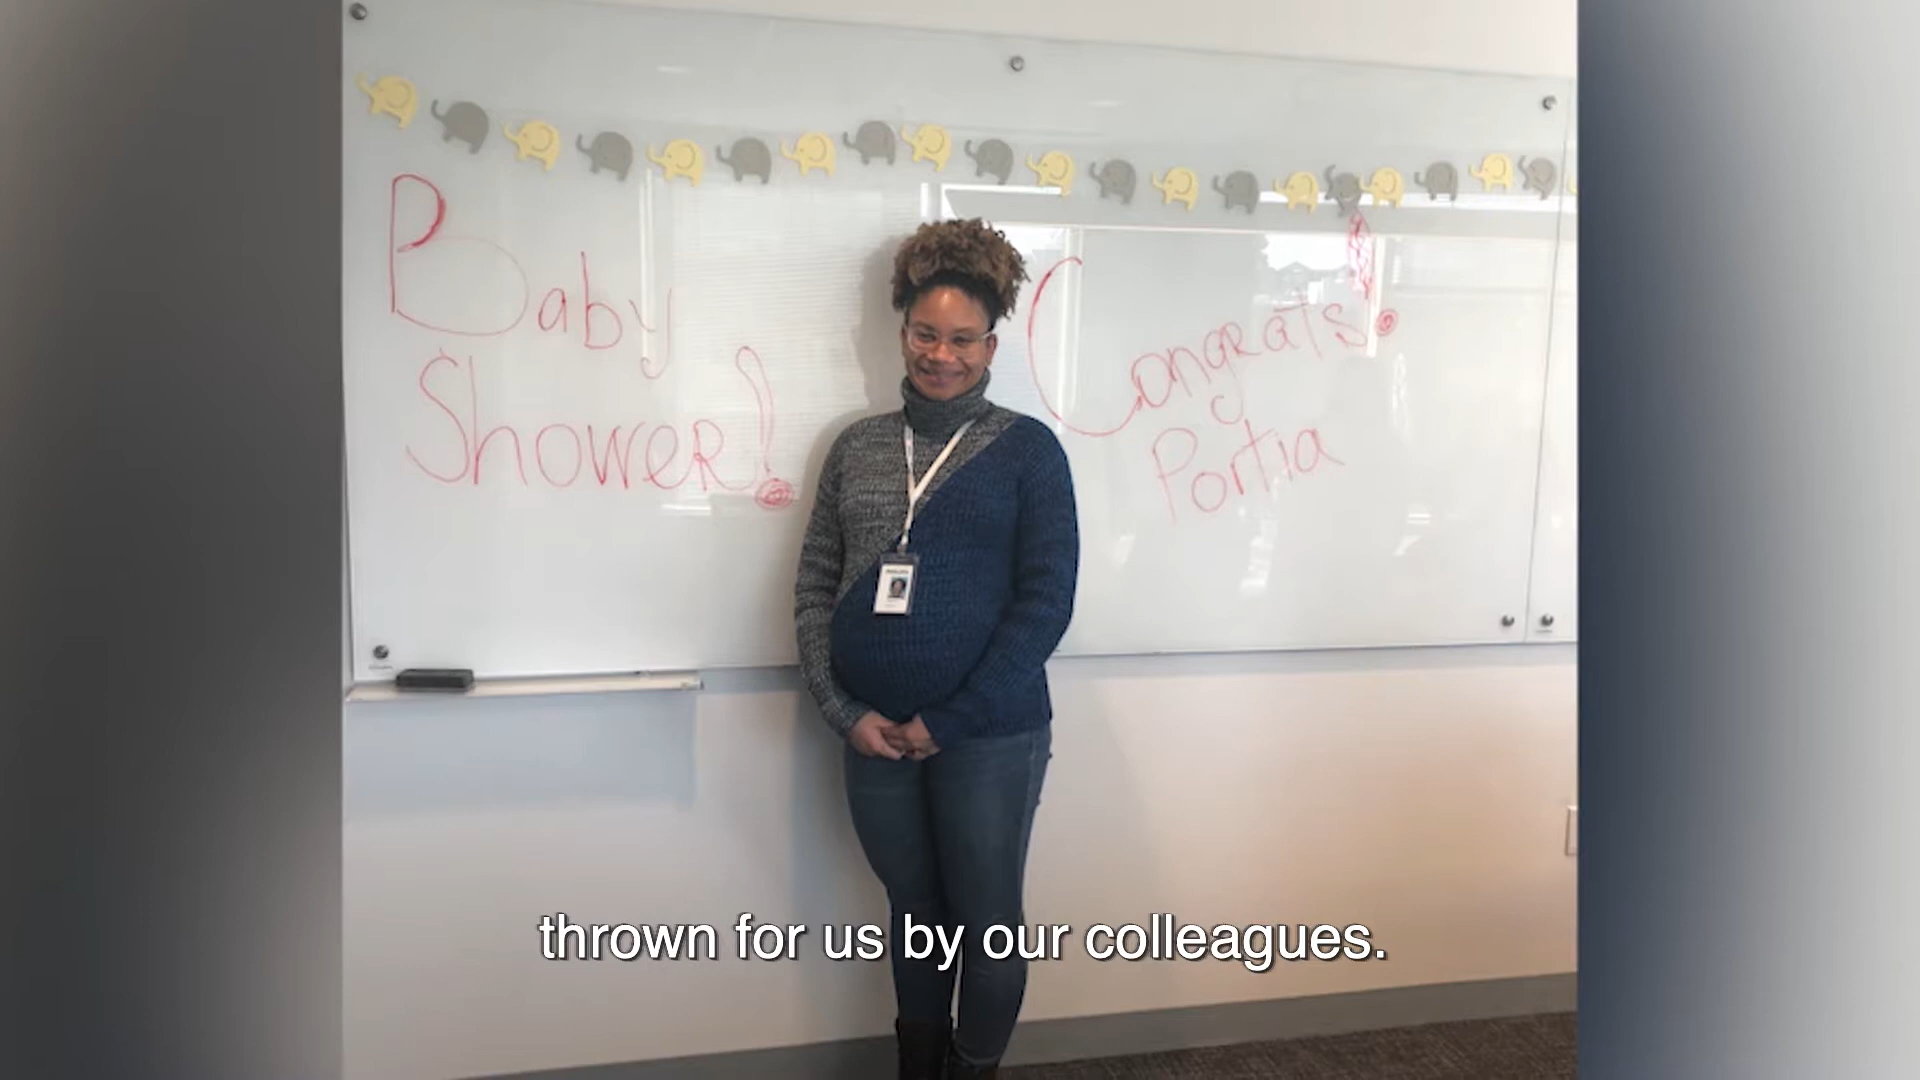 Baby
Shower!
Congrats!
Portia
thrown for us by our colleagues.